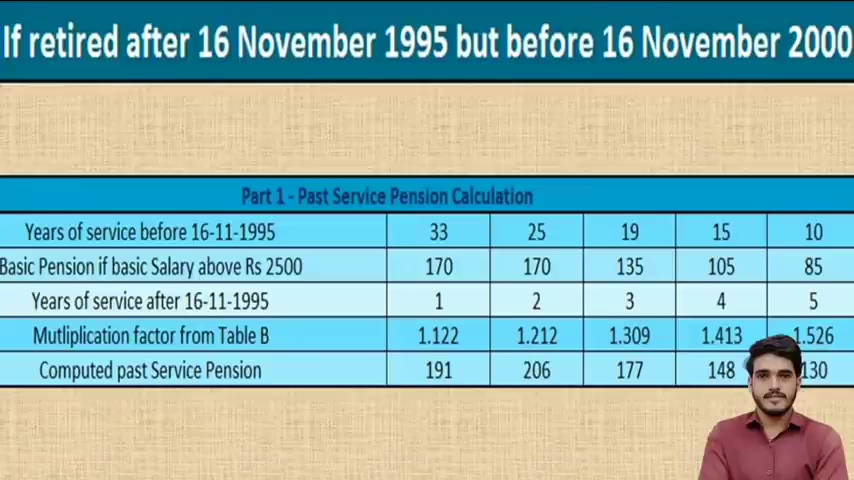 If retired after 16 November 1995 but before 16 November 2000
Part 1 - Past Service Pension Calculation
Years of service before 16-11-1995 33 25 19 15 10
Basic Pension if basic Salary above Rs 2500 170 170 135 105 85
Years of service after 16-11-1995 1 2 3 4 5
Mutliplication factor from Table B 1.122 1.212 1.309 1.413 1.526
Computed past Service Pension 191 206 177 148 130